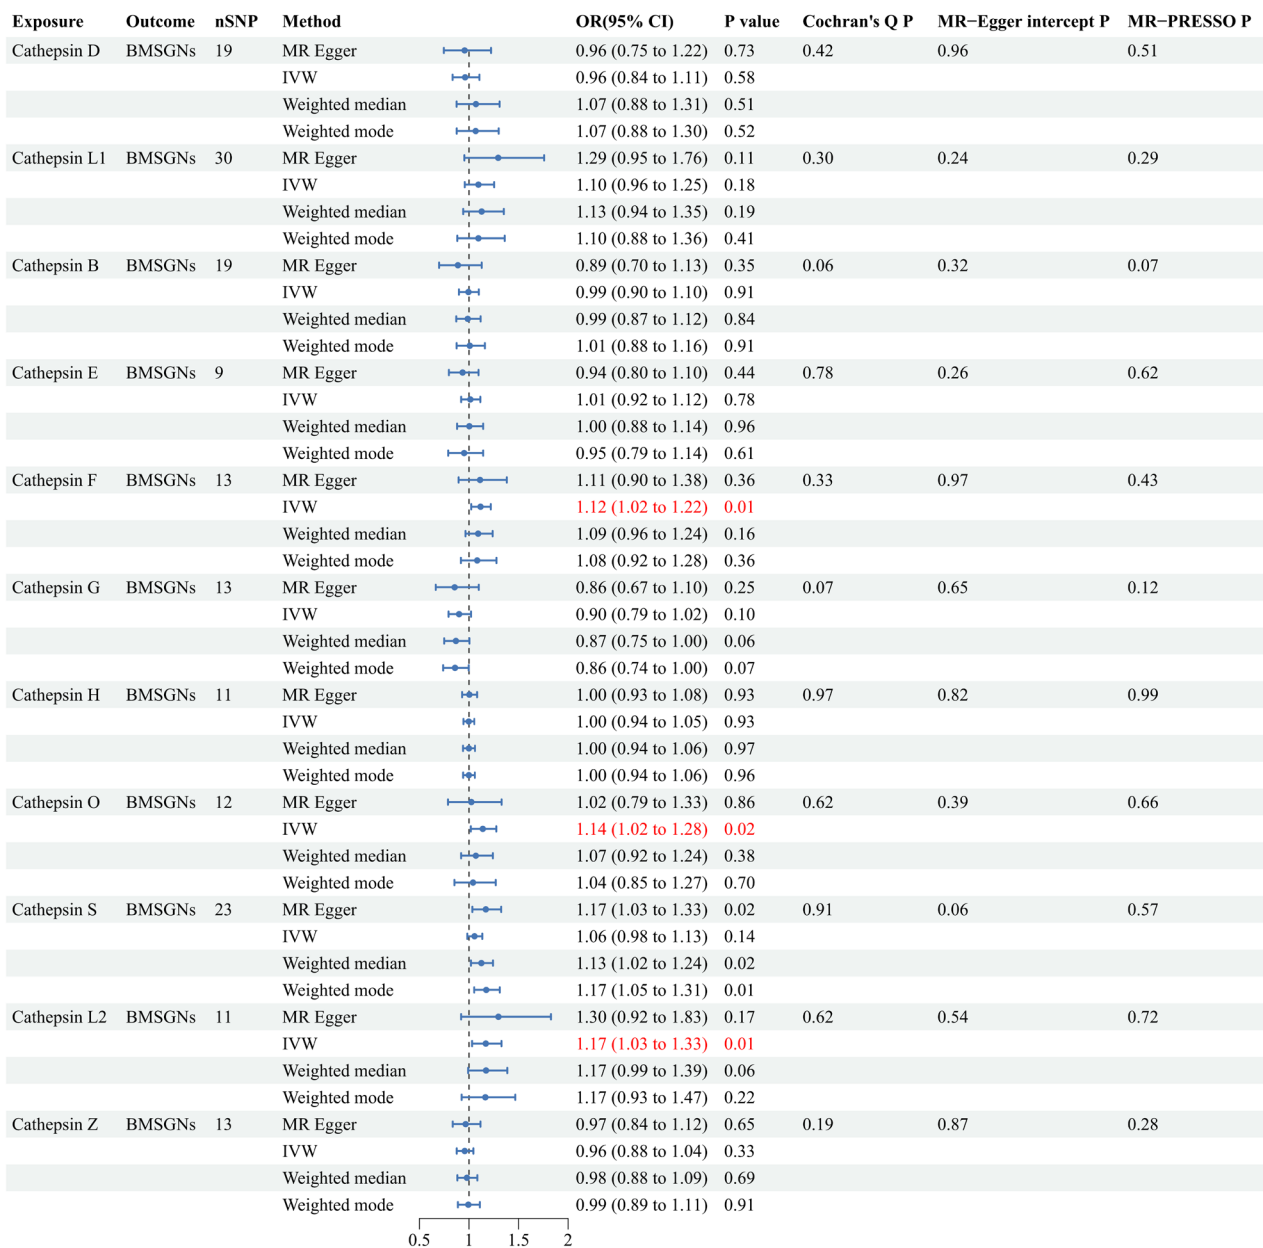 Exposure Outcome nSNP Method OR(95% CI) P value Cochran's Q P MR−Egger intercept P MR−PRESSO P
Cathepsin D BMSGNs 19 MR Egger 0.96 (0.75 to 1.22) 0.73 0.42 0.96 0.51
IVW 0.96 (0.84 to 1.11) 0.58
Weighted median 1.07 (0.88 to 1.31) 0.51
Weighted mode 1.07 (0.88 to 1.30) 0.52
Cathepsin L1 BMSGNs 30 MR Egger 1.29 (0.95 to 1.76) 0.11 0.30 0.24 0.29
IVW 1.10 (0.96 to 1.25) 0.18
Weighted median 1.13 (0.94 to 1.35) 0.19
Weighted mode 1.10 (0.88 to 1.36) 0.41
Cathepsin B BMSGNs 19 MR Egger 0.89 (0.70 to 1.13) 0.35 0.06 0.32 0.07
IVW 0.99 (0.90 to 1.10) 0.91
Weighted median 0.99 (0.87 to 1.12) 0.84
Weighted mode 1.01 (0.88 to 1.16) 0.91
Cathepsin E BMSGNs 9 MR Egger 0.94 (0.80 to 1.10) 0.44 0.78 0.26 0.62
IVW 1.01 (0.92 to 1.12) 0.78
Weighted median 1.00 (0.88 to 1.14) 0.96
Weighted mode 0.95 (0.79 to 1.14) 0.61
Cathepsin F BMSGNs 13 MR Egger 1.11 (0.90 to 1.38) 0.36 0.33 0.97 0.43
IVW 1.12 (1.02 to 1.22) 0.01
Weighted median 1.09 (0.96 to 1.24) 0.16
Weighted mode 1.08 (0.92 to 1.28) 0.36
Cathepsin G BMSGNs 13 MR Egger 0.86 (0.67 to 1.10) 0.25 0.07 0.65 0.12
IVW 0.90 (0.79 to 1.02) 0.10
Weighted median 0.87 (0.75 to 1.00) 0.06
Weighted mode 0.86 (0.74 to 1.00) 0.07
Cathepsin H BMSGNs 11 MR Egger 1.00 (0.93 to 1.08) 0.93 0.97 0.82 0.99
IVW 1.00 (0.94 to 1.05) 0.93
Weighted median 1.00 (0.94 to 1.06) 0.97
Weighted mode 1.00 (0.94 to 1.06) 0.96
Cathepsin O BMSGNs 12 MR Egger 1.02 (0.79 to 1.33) 0.86 0.62 0.39 0.66
IVW 1.14 (1.02 to 1.28) 0.02
Weighted median 1.07 (0.92 to 1.24) 0.38
Weighted mode 1.04 (0.85 to 1.27) 0.70
Cathepsin S BMSGNs 23 MR Egger 1.17 (1.03 to 1.33) 0.02 0.91 0.06 0.57
IVW 1.06 (0.98 to 1.13) 0.14
Weighted median 1.13 (1.02 to 1.24) 0.02
Weighted mode 1.17 (1.05 to 1.31) 0.01
Cathepsin L2 BMSGNs 11 MR Egger 1.30 (0.92 to 1.83) 0.17 0.62 0.54 0.72
IVW 1.17 (1.03 to 1.33) 0.01
Weighted median 1.17 (0.99 to 1.39) 0.06
Weighted mode 1.17 (0.93 to 1.47) 0.22
Cathepsin Z BMSGNs 13 MR Egger 0.97 (0.84 to 1.12) 0.65 0.19 0.87 0.28
IVW 0.96 (0.88 to 1.04) 0.33
Weighted median 0.98 (0.88 to 1.09) 0.69
Weighted mode 0.99 (0.89 to 1.11) 0.91
0.5 1 1.5 2